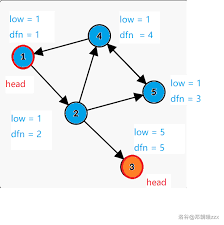 low = 1
dfn = 1
low = 1
dfn = 4
4
1
head
5
low = 1
dfn = 3
low = 1
dfn = 2
2
low = 5
dfn = 5
3
head